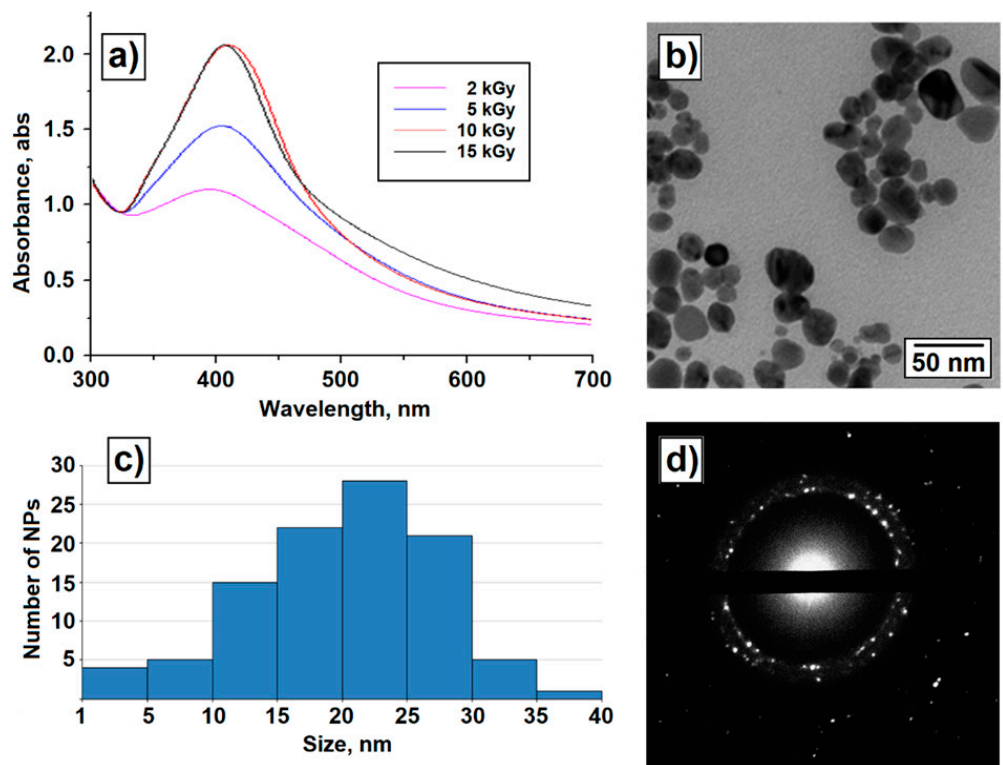 a)
2.0
1.5
1.0
0.5
0.0
Absorbance, abs
2 kGy
5 kGy
10 kGy
15 kGy
300 400 500 600 700
Wavelength, nm
b)
50 nm
c)
30
25
20
15
10
5
Number of NPs
1 5 10 15 20 25 30 35 40
Size, nm
d)